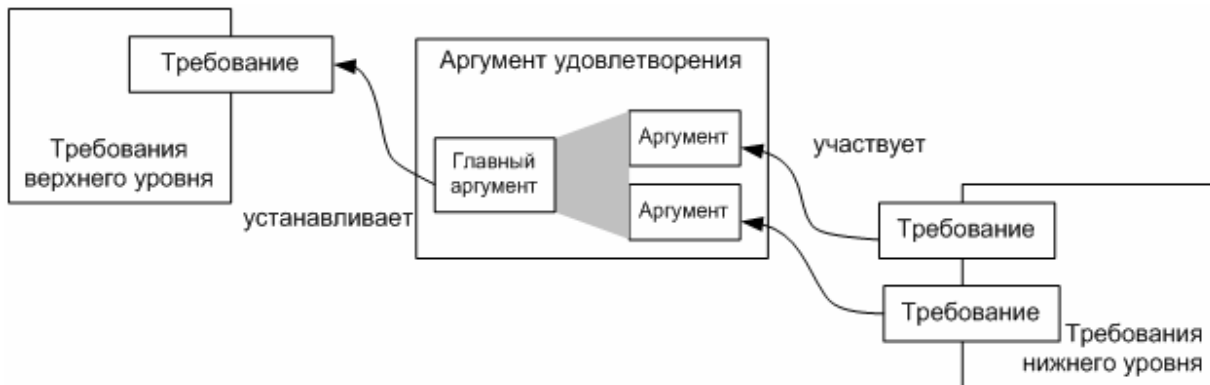 Требование
Требования
верхнего уровня
устанавливает
Аргумент удовлетворения
Главный
аргумент
Аргумент
Аргумент
участвует
Требование
Требование
Требования
нижнего уровня